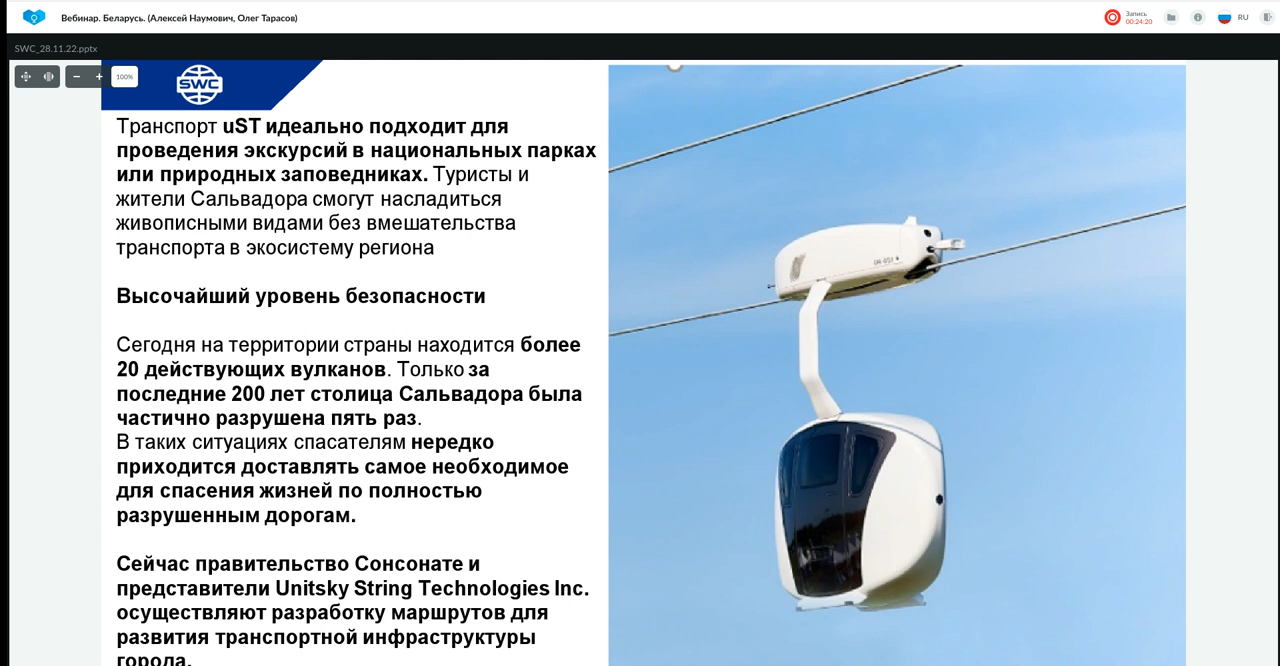 Вебинар. Беларусь. (Алексей Наумович, Олег Тарасов)
Запись
00:24:20
RU
SWC_28.11.22.pptx
100%
SWC
Транспорт uST идеально подходит для
проведения экскурсий в национальных парках
или природных заповедниках. Туристы и
жители Сальвадора смогут насладиться
живописными видами без вмешательства
транспорта в экосистему региона
Высочайший уровень безопасности
Сегодня на территории страны находится более
20 действующих вулканов. Только за
последние 200 лет столица Сальвадора была
частично разрушена пять раз.
В таких ситуациях спасателям нередко
приходится доставлять самое необходимое
для спасения жизней по полностью
разрушенным дорогам.
Сейчас правительство Сонсонате и
представители Unitsky String Technologies Inc.
осуществляют разработку маршрутов для
развития транспортной инфраструктуры
города.